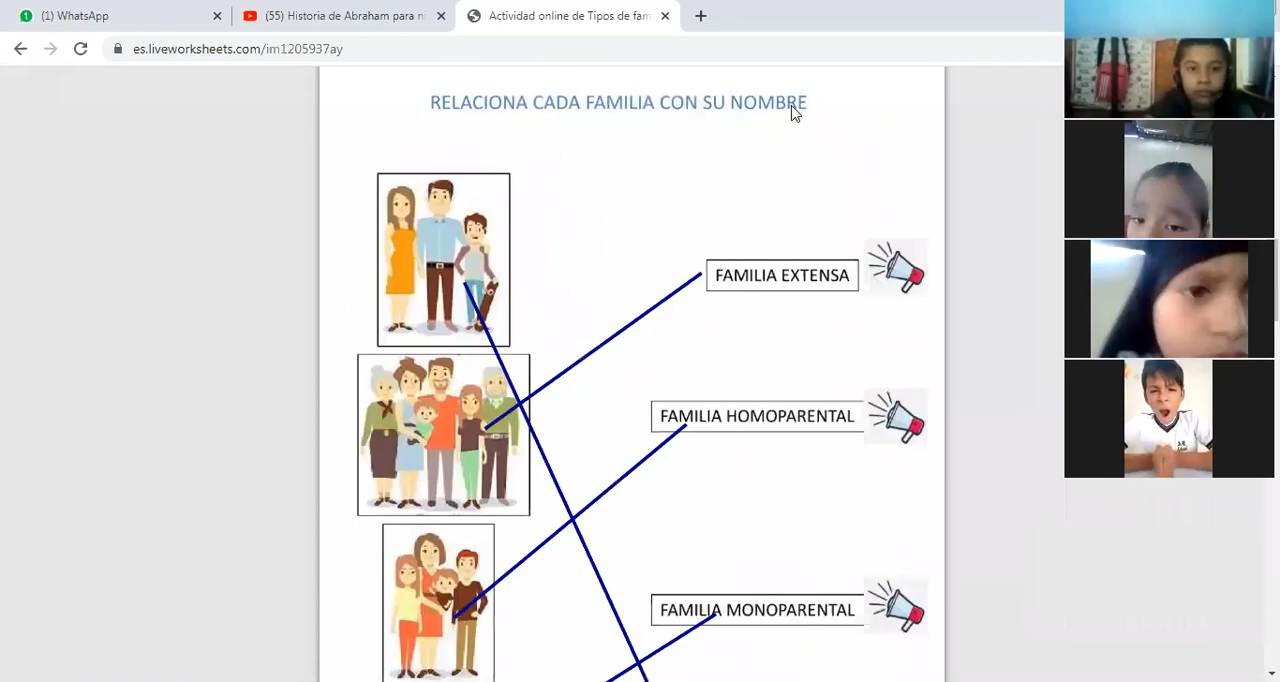 (1) WhatsApp
(55) Historia de Abraham para ni
Actividad online de Tipos de fam
es.liveworksheets.com/im1205937ay
RELACIONA CADA FAMILIA CON SU NOMBRE
FAMILIA EXTENSA
FAMILIA HOMOPARENTAL
FAMILIA MONOPARENTAL